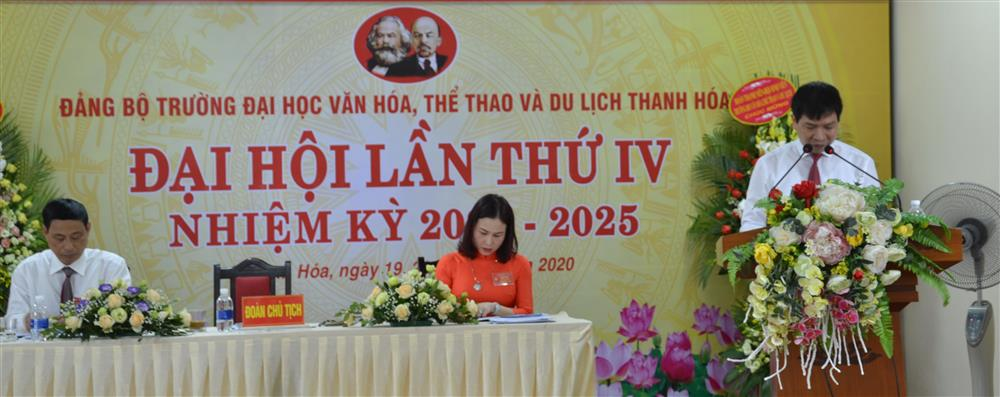 ĐẢNG BỘ TRƯỜNG ĐẠI HỌC VĂN HÓA, THỂ THAO VÀ DU LỊCH THANH HÓA
ĐẠI HỘI LẦN THỨ IV
NHIỆM KỲ 20 - 2025
Hóa, ngày 19 2020
ĐOÀN CHỦ TỊCH